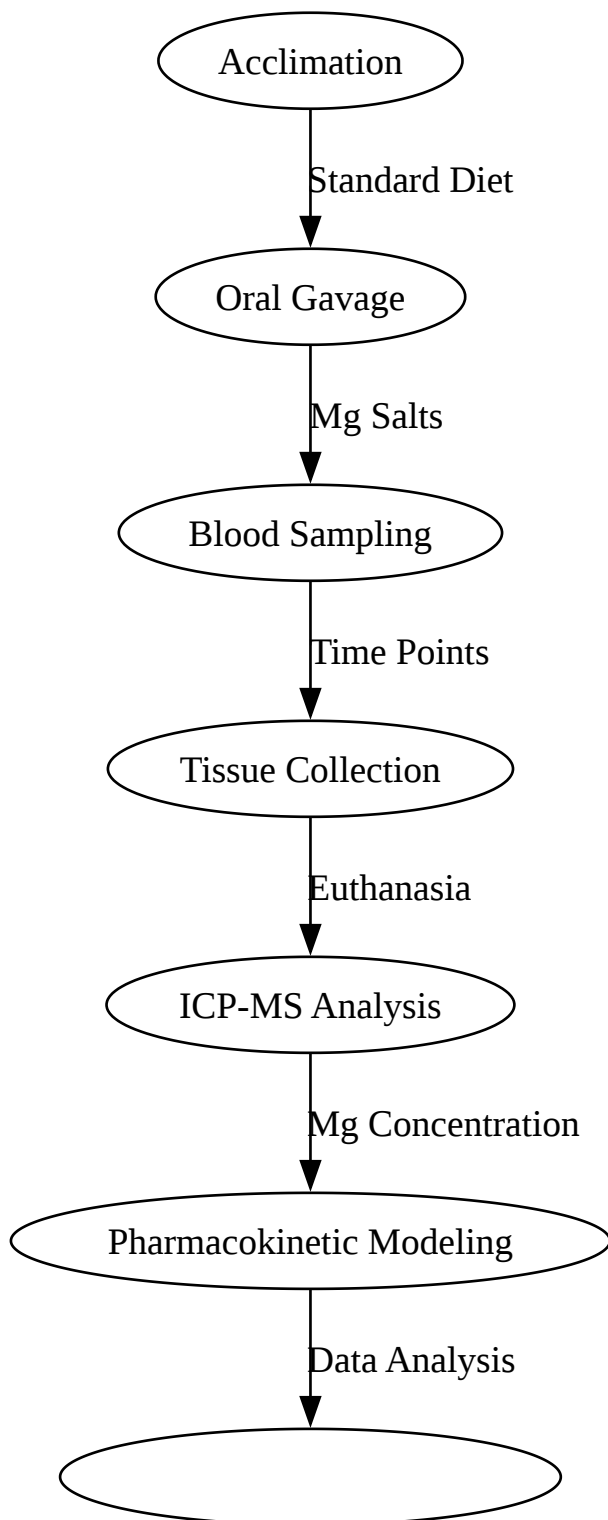 Acclimation
Standard Diet
Oral Gavage
Mg Salts
Blood Sampling
Time Points
Tissue Collection
Euthanasia
ICP-MS Analysis
Mg Concentration
Pharmacokinetic Modeling
Data Analysis